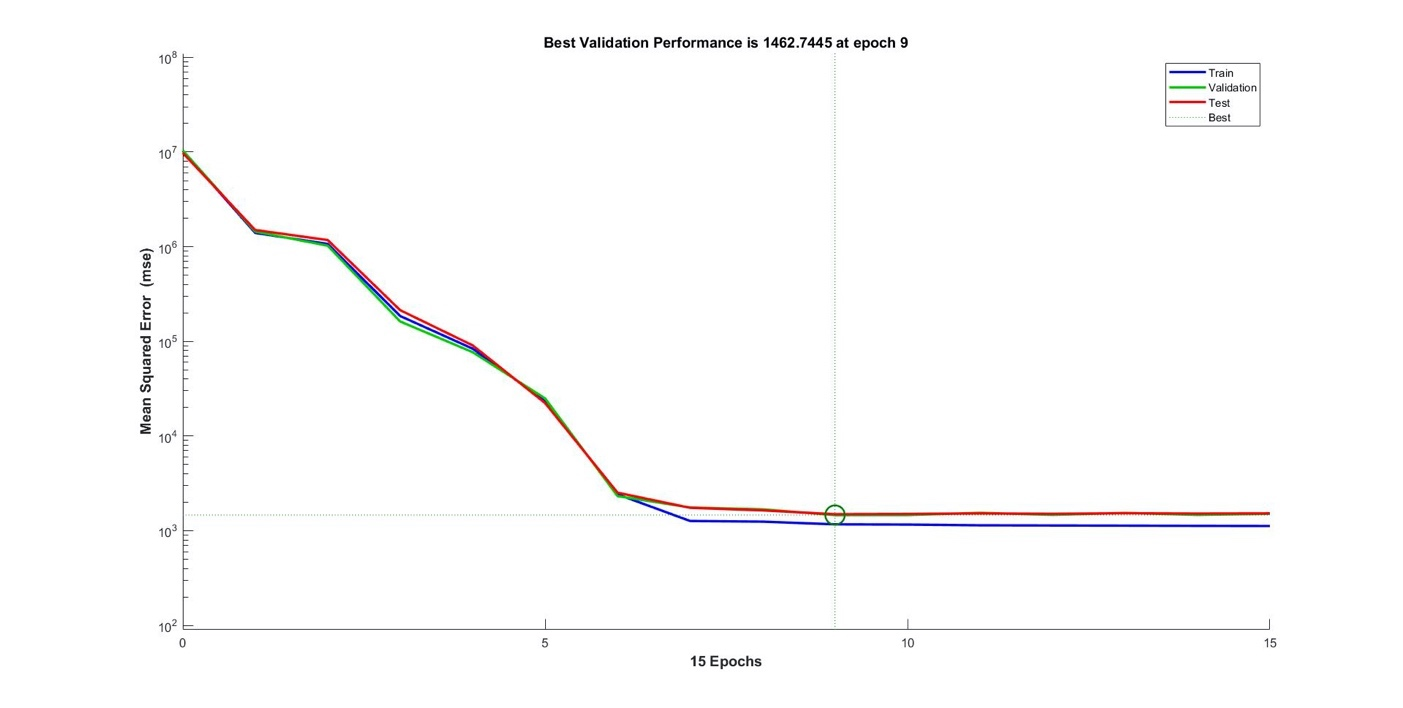 Best Validation Performance is 1462.7445 at epoch 9
Train
Validation
Test
Best
Mean Squared Error (mse)
10^8
10^7
10^6
10^5
10^4
10^3
10^2
0 5 10 15
15 Epochs